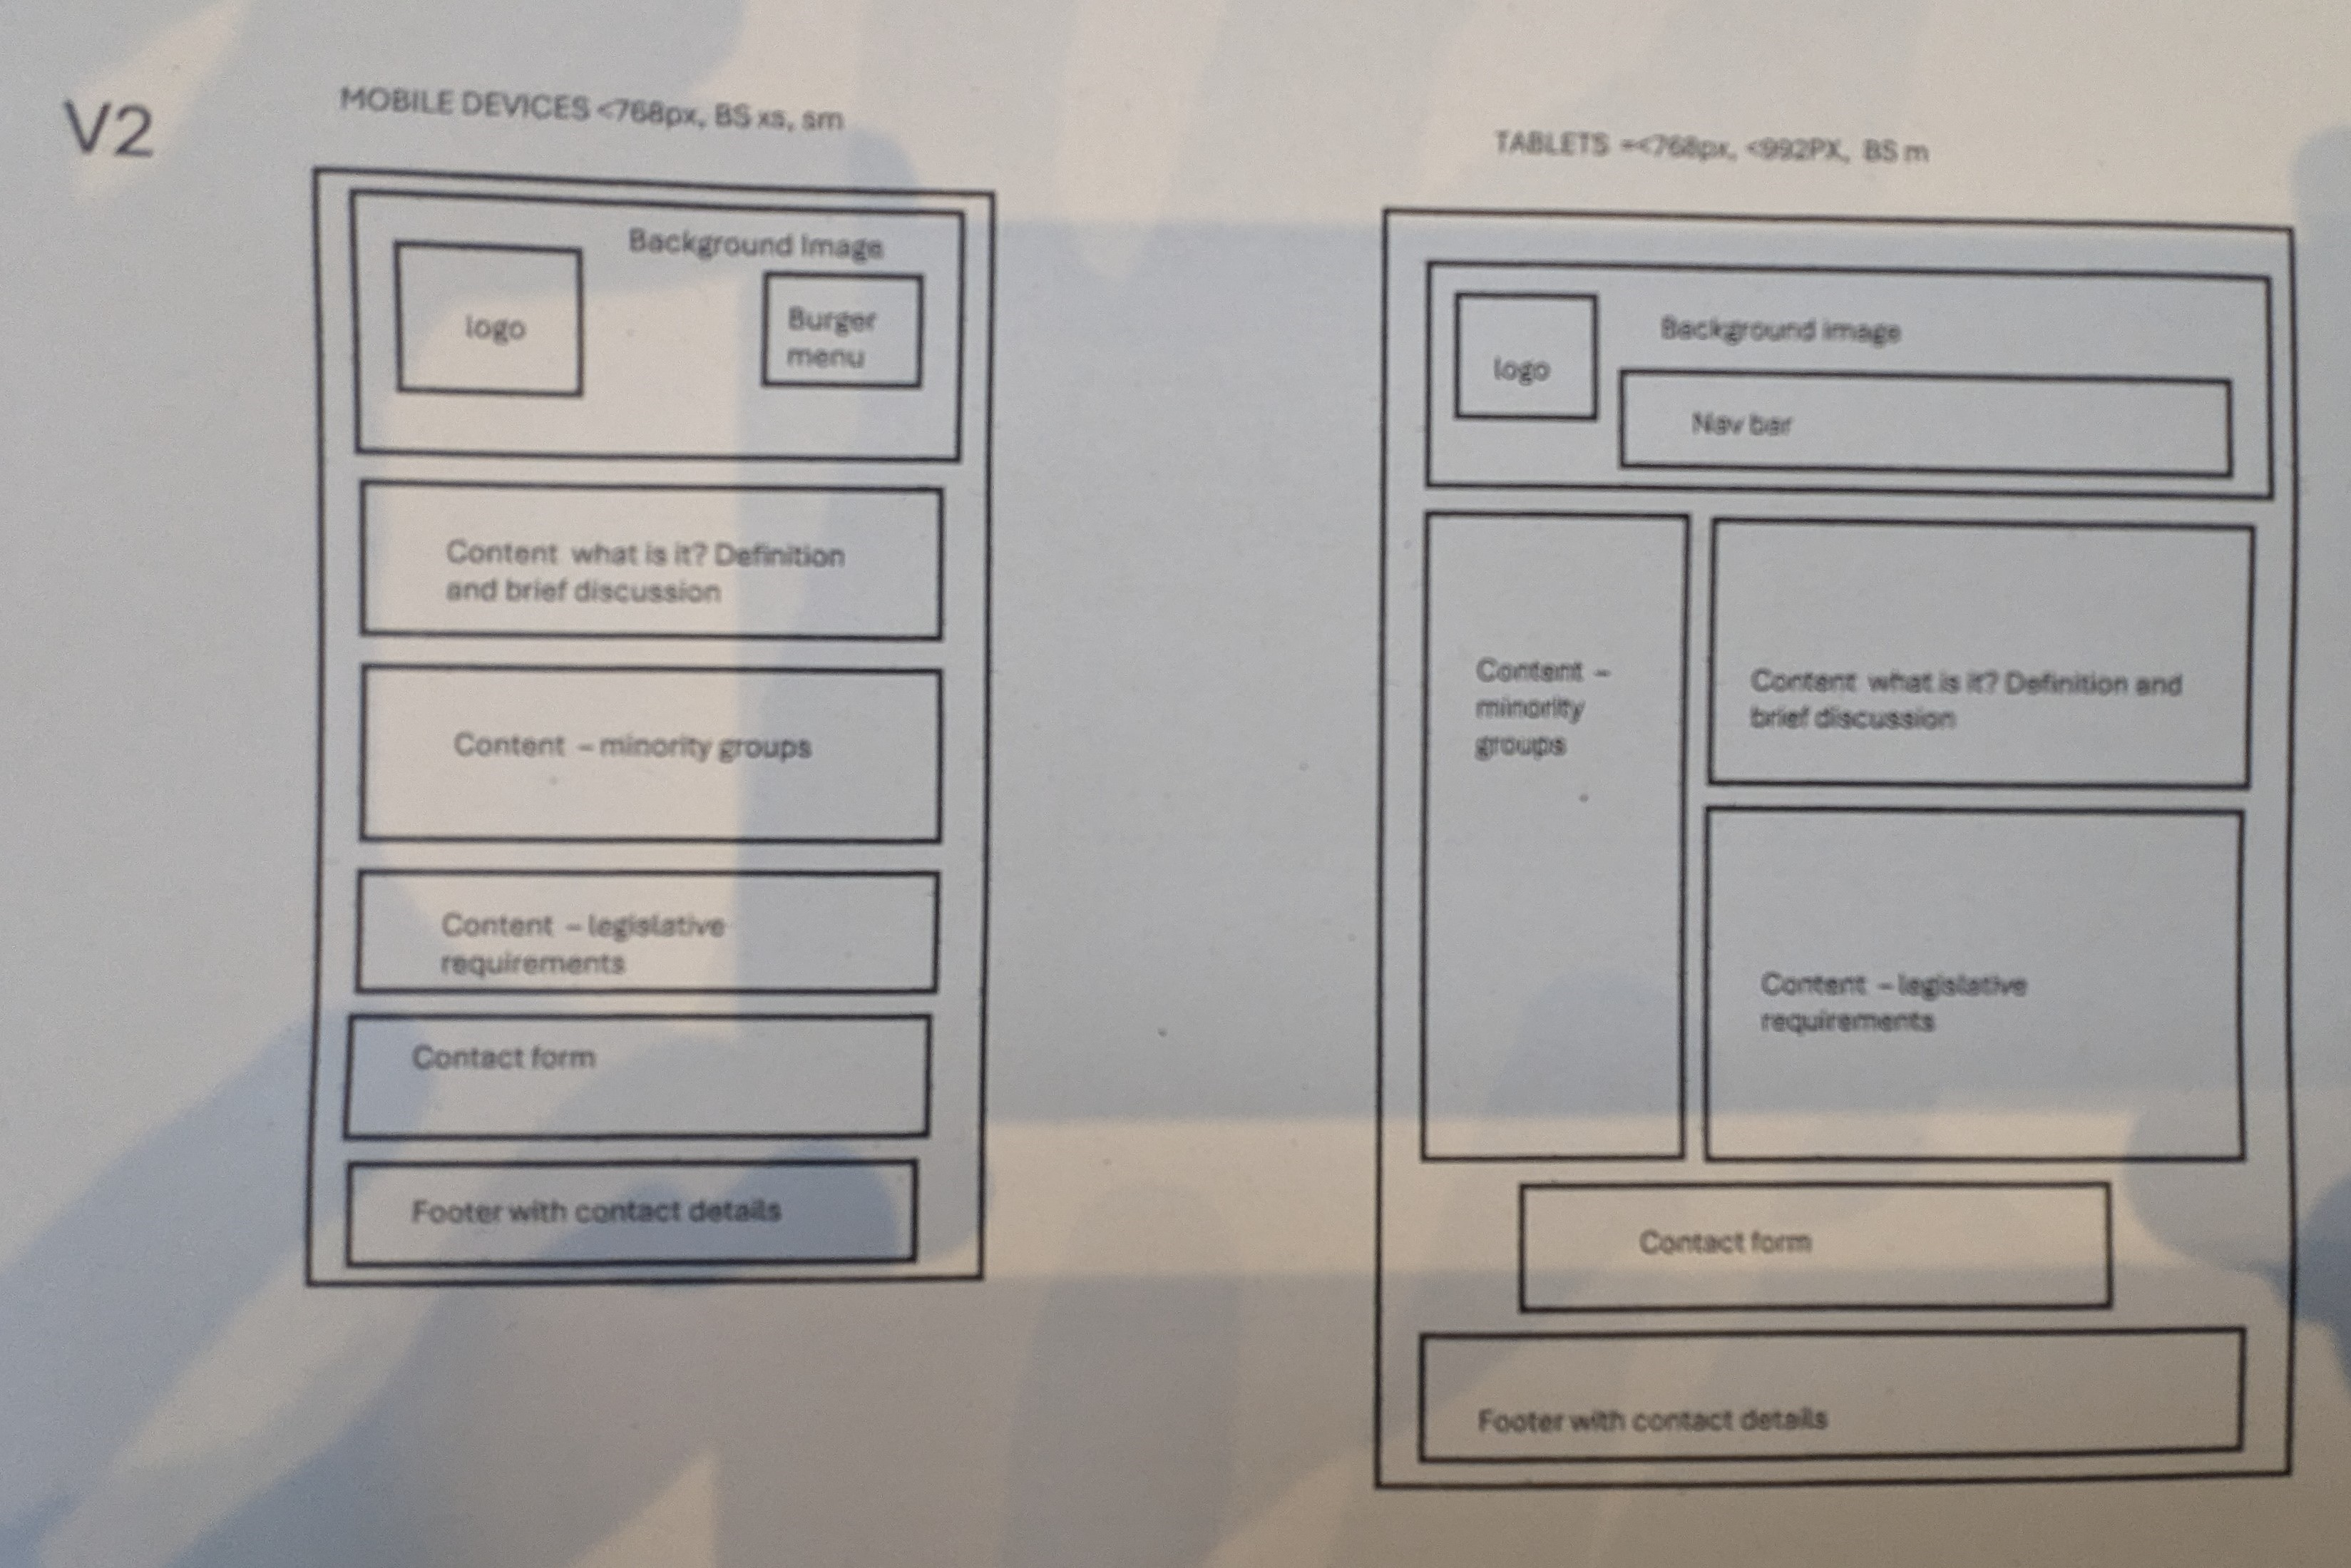 V2
MOBILE DEVICES <768px, BS xs, sm
Background Image
logo
Burger
menu
Content what is it? Definition
and brief discussion
Content – minority groups
Content – legislative
requirements
Contact form
Footer with contact details
TABLETS =<768px, <992PX, BS m
Background image
logo
Nav bar
Content –
minority
groups
Content what is it? Definition and
brief discussion
Content – legislative
requirements
Contact form
Footer with contact details